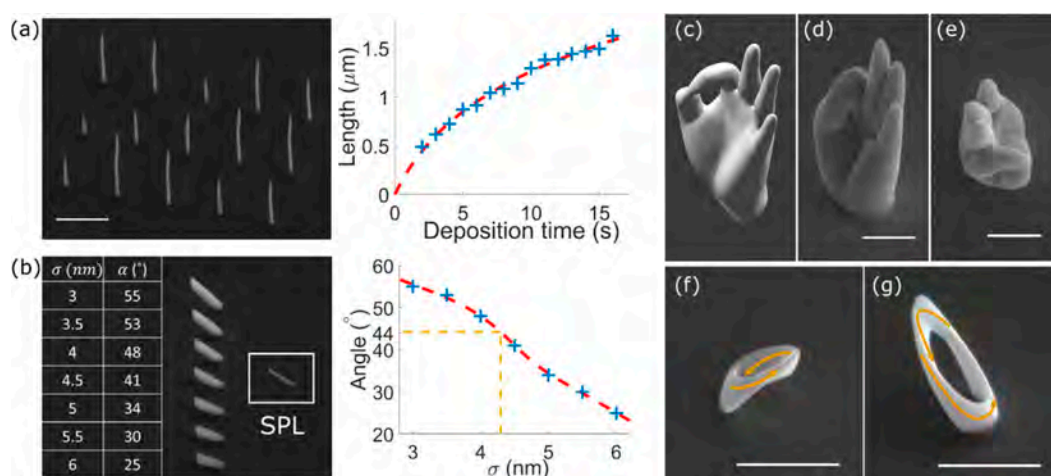 (a)
Length (μm)
1.5
1
0.5
0
0 5 10 15
Deposition time (s)
(b)
σ (nm) α (°)
3 55
3.5 53
4 48
4.5 41
5 34
5.5 30
6 25
SPL
Angle (°)
60
50
44
40
30
20
3 4 5 6
σ (nm)
(c)
(d)
(e)
(f)
(g)